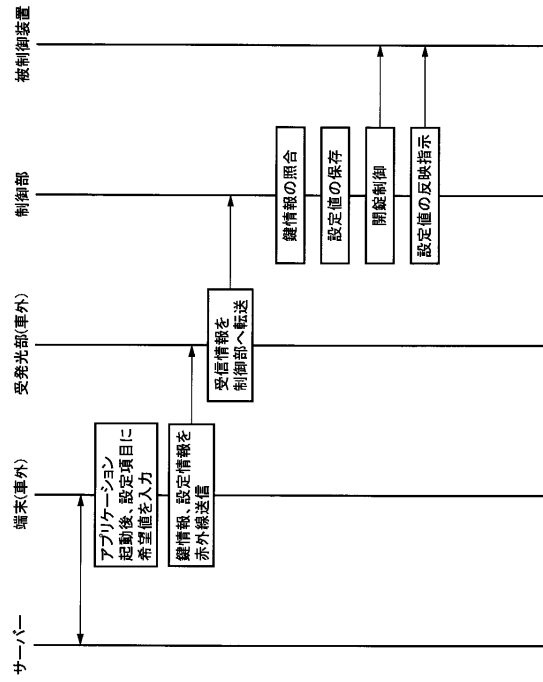 サーバー
端末(車外)
受発光部(車外)
制御部
被制御装置
アプリケーション
起動後、設定項目に
希望値を入力
鍵情報、設定情報を
赤外線送信
受信情報を
制御部へ転送
鍵情報の照合
設定値の保存
開錠制御
設定値の反映指示